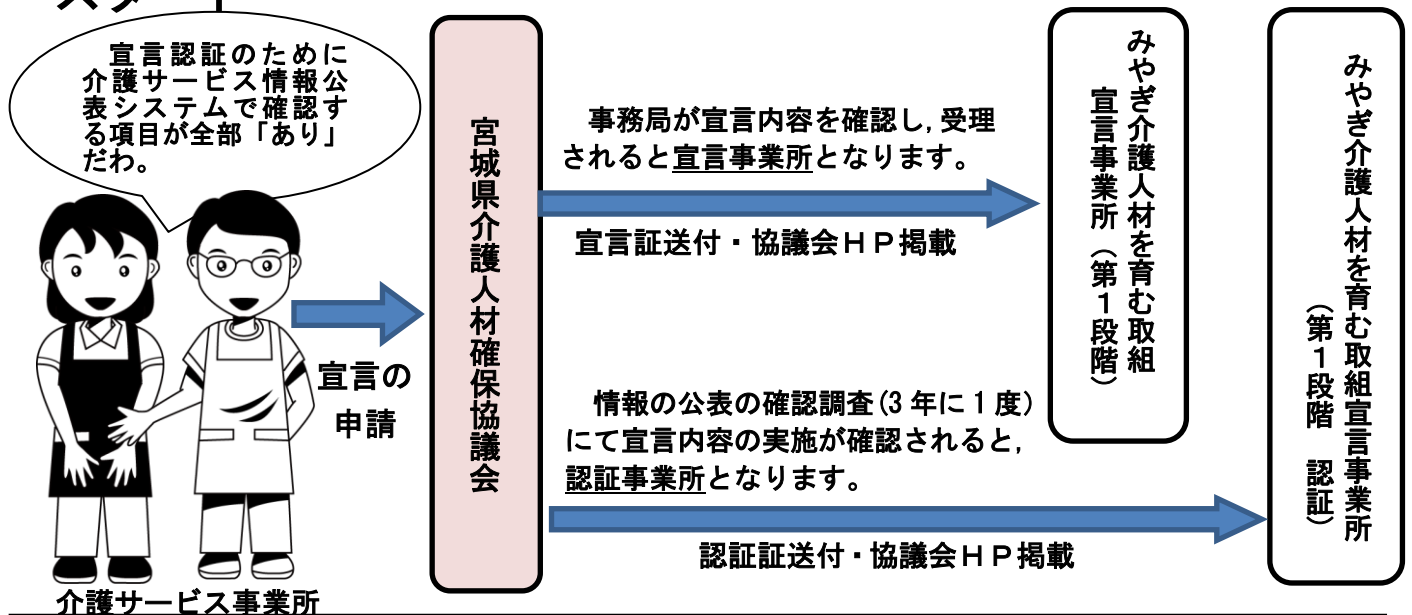 スタート
宣言認証のために
介護サービス情報公
表システムで確認す
る項目が全部「あり」
だわ。
介護サービス事業所
宣言の
申請
宮城県介護人材確保協議会
事務局が宣言内容を確認し,受理
されると宣言事業所となります。
宣言証送付・協議会ＨＰ掲載
みやぎ介護人材を育む取組
宣言事業所（第１段階）
情報の公表の確認調査(3年に1度)
にて宣言内容の実施が確認されると,
認証事業所となります。
認証証送付・協議会ＨＰ掲載
みやぎ介護人材を育む取組宣言事業所
（第１段階　認証）